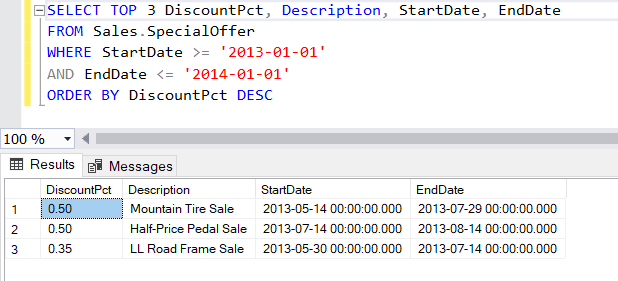 SELECT TOP 3 DiscountPct, Description, StartDate, EndDate
FROM Sales.SpecialOffer
WHERE StartDate >= '2013-01-01'
AND EndDate <= '2014-01-01'
ORDER BY DiscountPct DESC
100 %
Results Messages
DiscountPct Description StartDate EndDate
1 0.50 Mountain Tire Sale 2013-05-14 00:00:00.000 2013-07-29 00:00:00.000
2 0.50 Half-Price Pedal Sale 2013-07-14 00:00:00.000 2013-08-14 00:00:00.000
3 0.35 LL Road Frame Sale 2013-05-30 00:00:00.000 2013-07-14 00:00:00.000